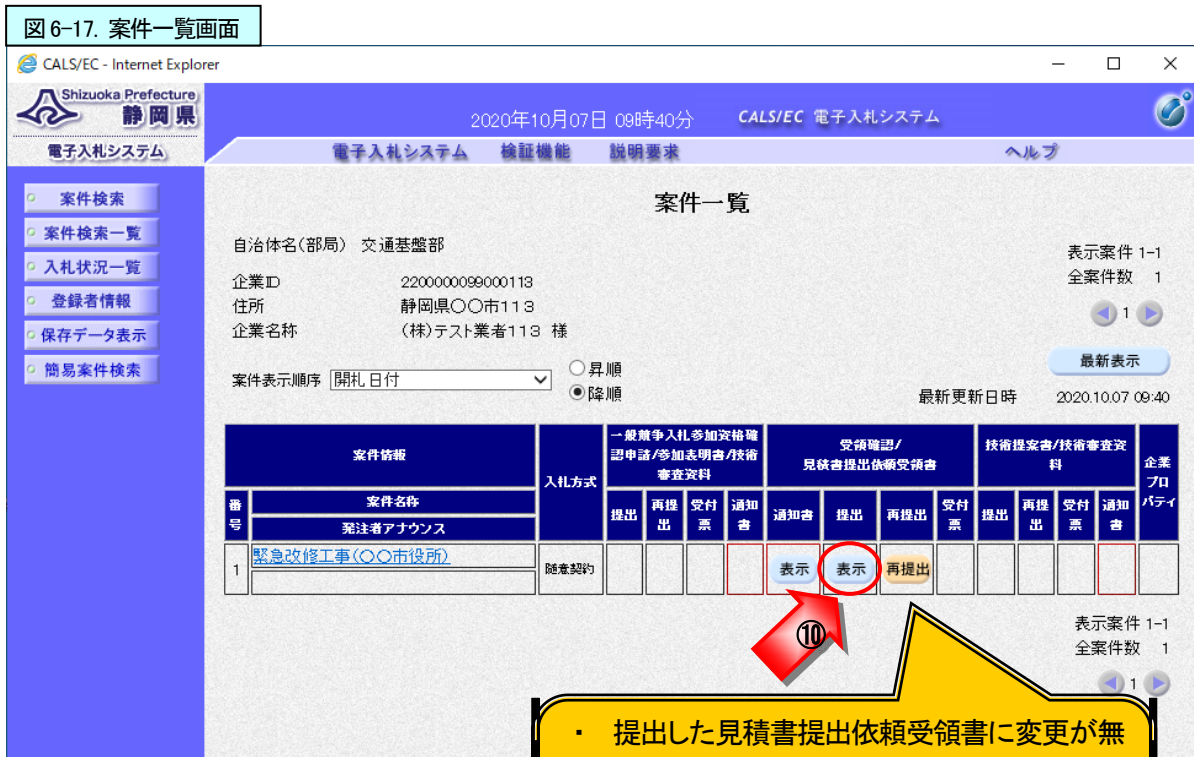 図 6-17. 案件一覧画面
CALS/EC - Internet Explorer
Shizuoka Prefecture
静岡県
電子入札システム
2020年10月07日 09時40分
CALS/EC 電子入札システム
電子入札システム 検証機能 説明要求 ヘルプ
案件検索
案件検索一覧
入札状況一覧
登録者情報
保存データ表示
簡易案件検索
案件一覧
自治体名(部局) 交通基盤部
表示案件 1-1
全案件数 1
企業ID 2200000099000113
住所 静岡県〇〇市113
企業名称 (株)テスト業者113 様
1
案件表示順序 開札日付
昇順
降順
最新表示
最新更新日時 2020.10.07 09:40
案件情報
入札方式
一般競争入札参加資格確認申請/参加表明書/技術審査資料
受領確認/
見積書提出依頼受領書
技術提案書/技術審査資料
企業プロパティ
番号
案件名称
発注者アナウンス
提出 再提出 受付票 通知書 通知書 提出 再提出 受付票 提出 再提出 受付票 通知書
1 緊急改修工事(〇〇市役所) 随意契約 表示 表示 再提出
⑩
表示案件 1-1
全案件数 1
1
・ 提出した見積書提出依頼受領書に変更が無